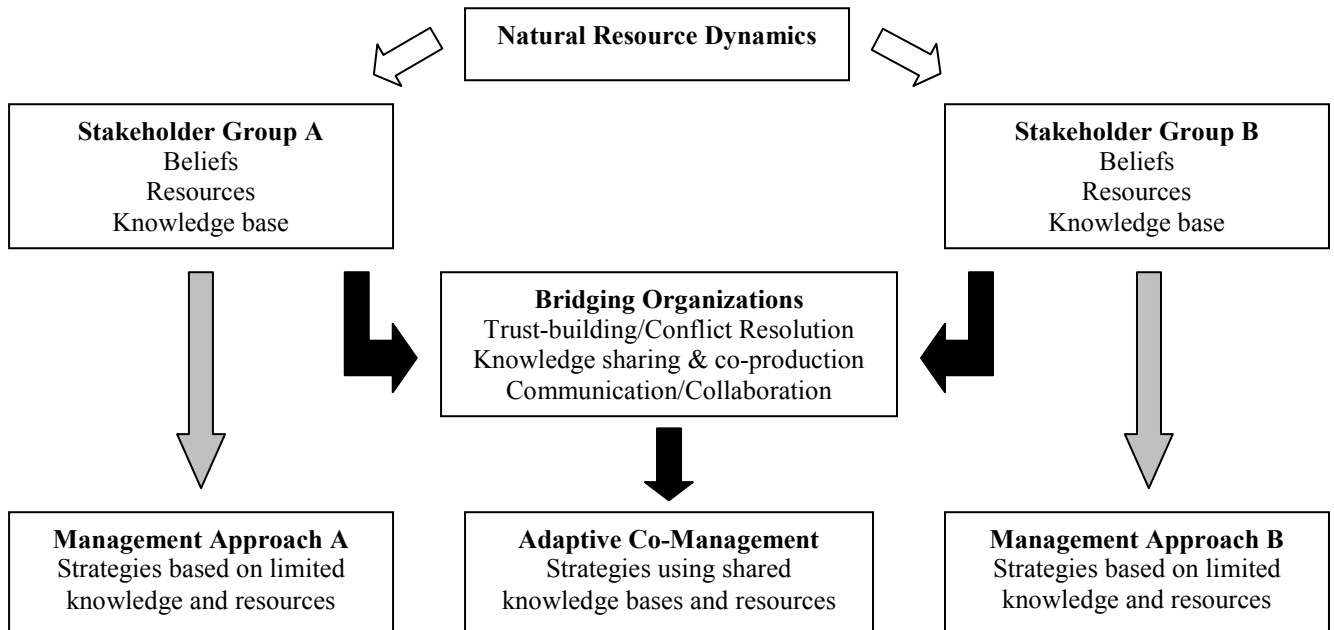 Natural Resource Dynamics
Stakeholder Group A
Beliefs
Resources
Knowledge base
Stakeholder Group B
Beliefs
Resources
Knowledge base
Bridging Organizations
Trust-building/Conflict Resolution
Knowledge sharing & co-production
Communication/Collaboration
Management Approach A
Strategies based on limited
knowledge and resources
Adaptive Co-Management
Strategies using shared
knowledge bases and resources
Management Approach B
Strategies based on limited
knowledge and resources